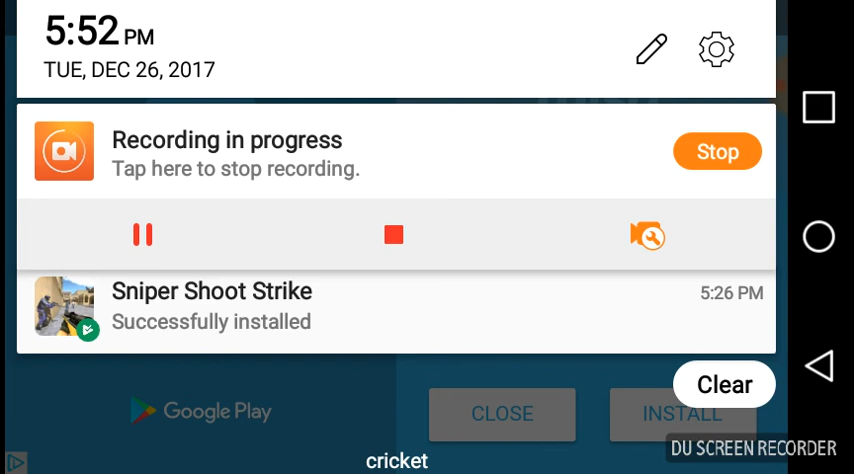 5:52 PM
TUE, DEC 26, 2017
Recording in progress
Tap here to stop recording.
Stop
Sniper Shoot Strike
5:26 PM
Successfully installed
Clear
Google Play
CLOSE
INSTALL
DU SCREEN RECORDER
cricket